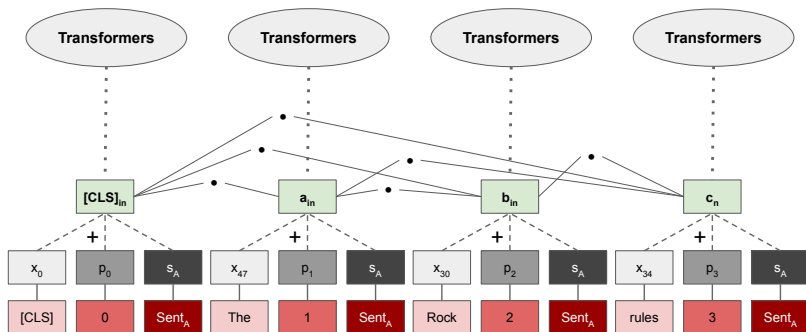 Transformers Transformers Transformers Transformers
• • • • • •
[CLS]in ain bin cn
+ + + +
x0 p0 sA x47 p1 sA x30 p2 sA x34 p3 sA
[CLS] 0 SentA The 1 SentA Rock 2 SentA rules 3 SentA